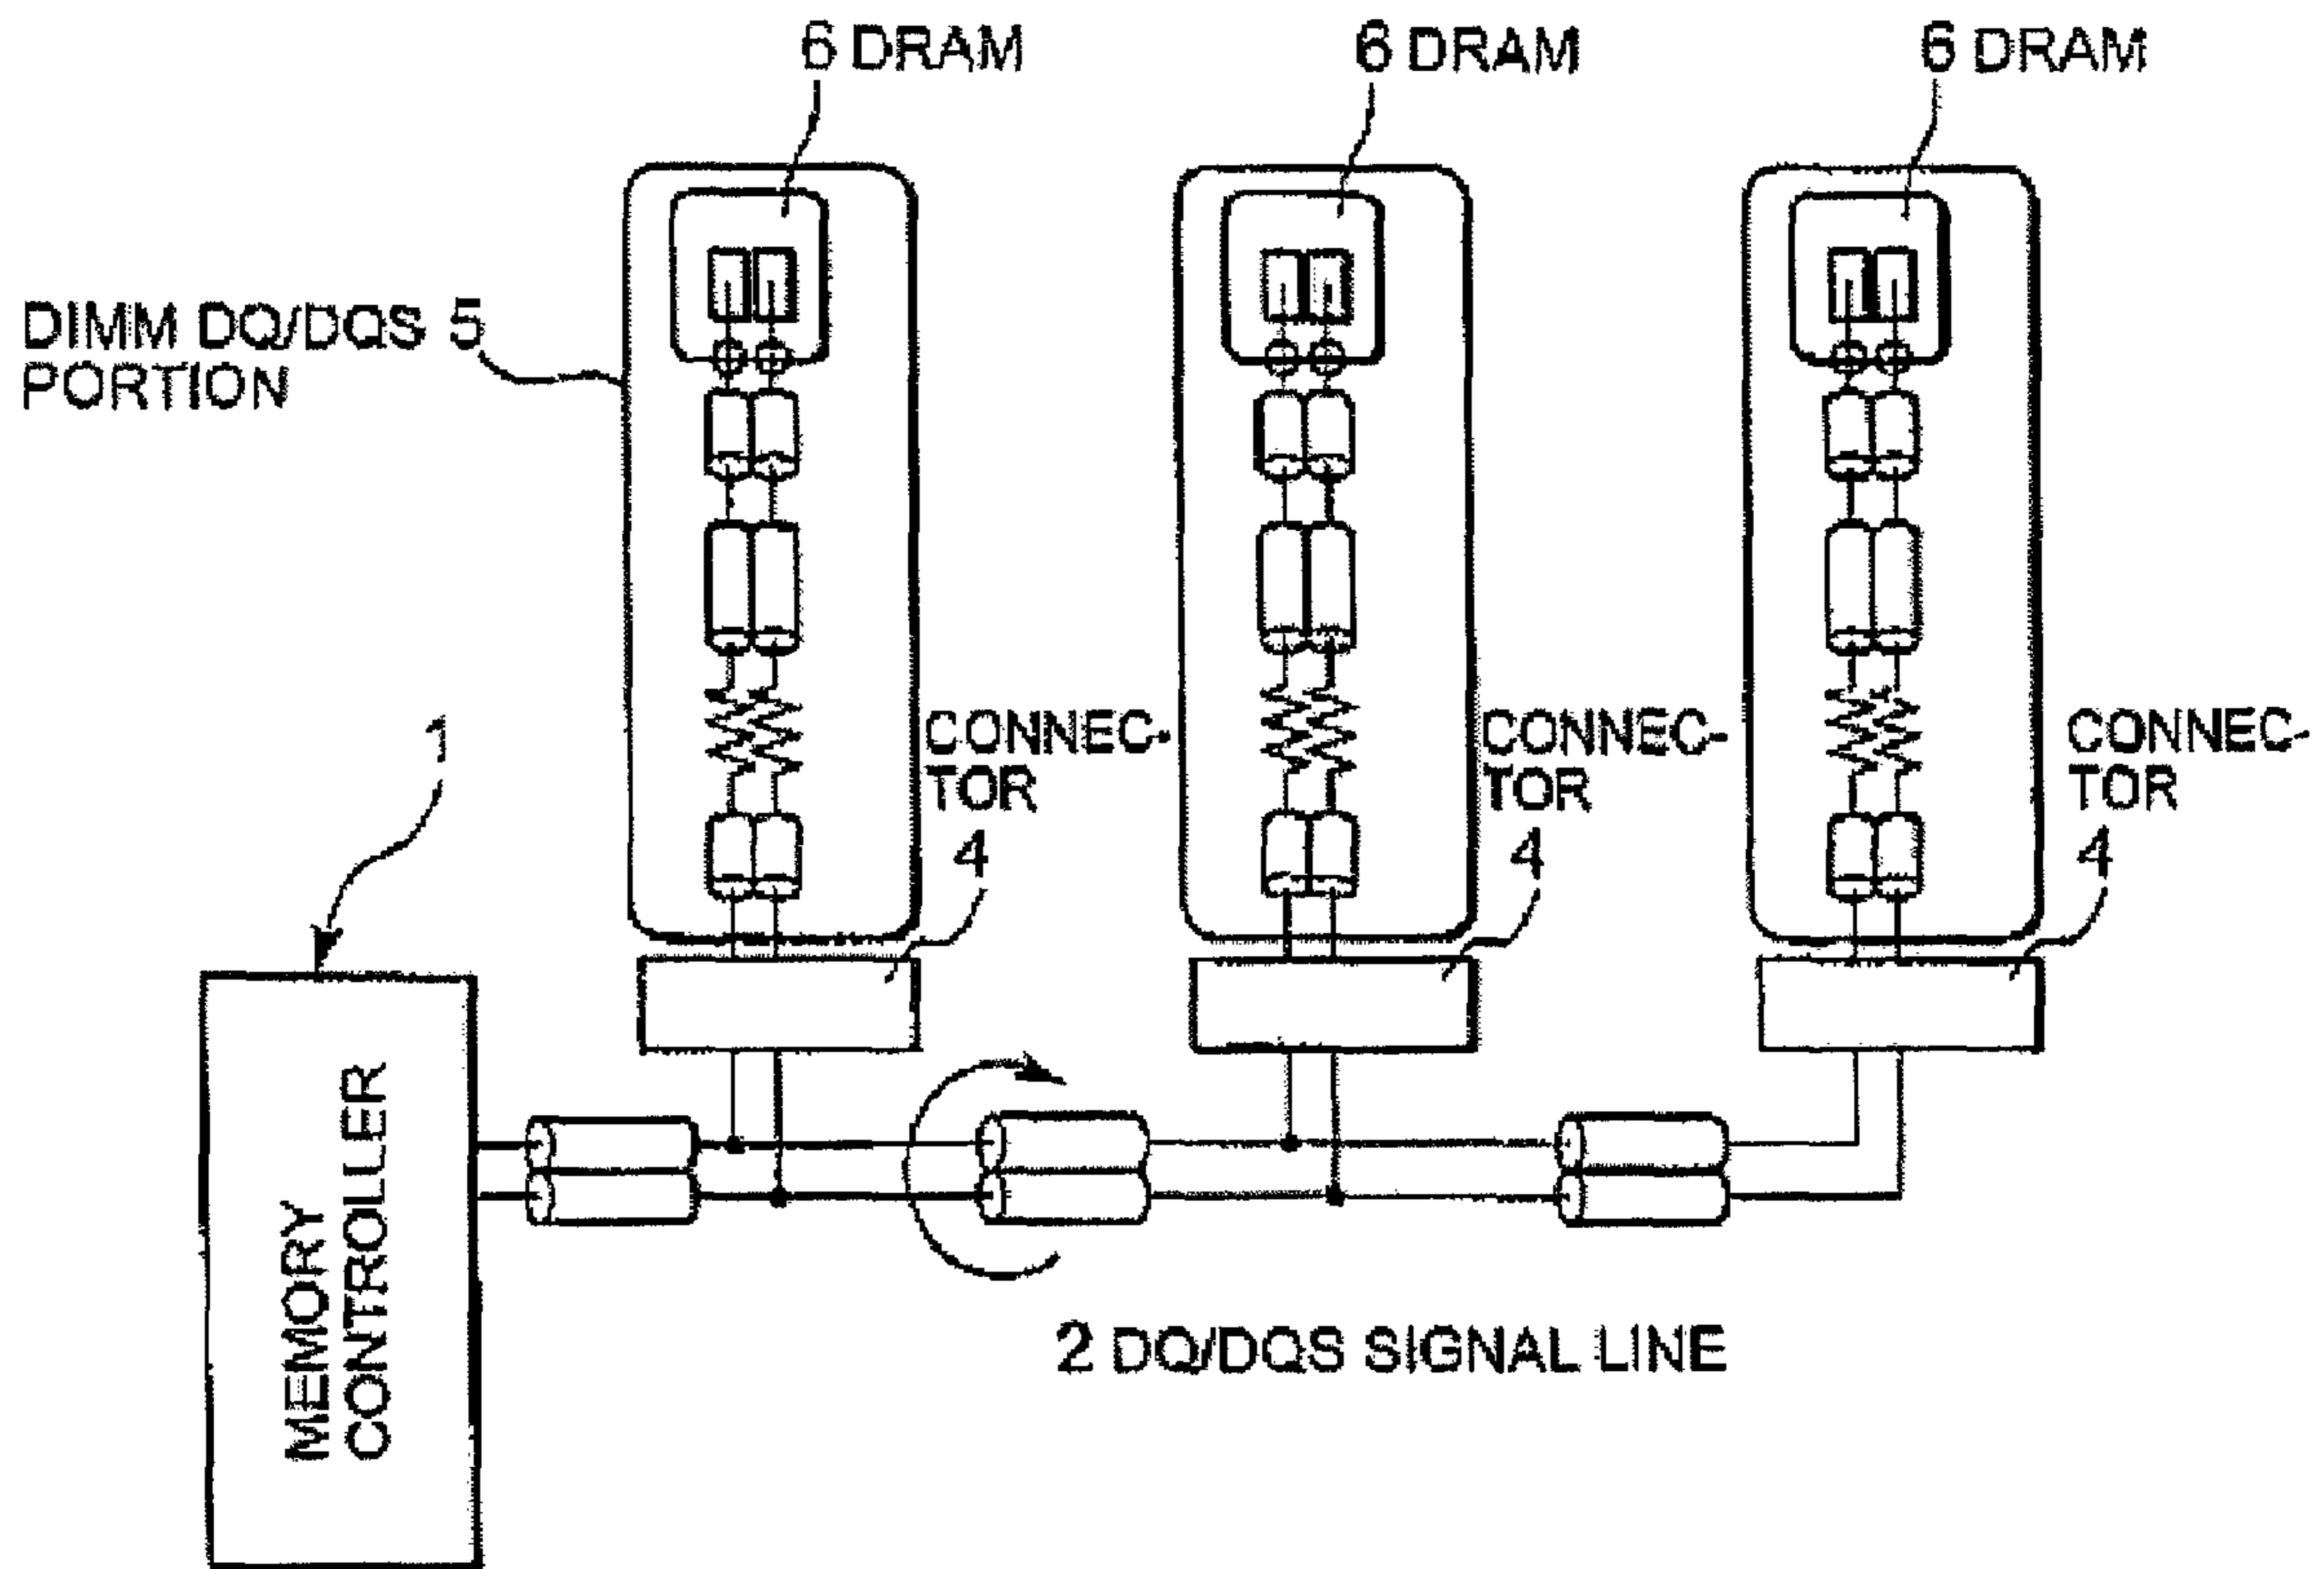 6 DRAM
6 DRAM
6 DRAM
DIMM DQ/DQS 5
PORTION
1
CONNEC-
TOR
4
CONNEC-
TOR
4
CONNEC-
TOR
4
MEMORY
CONTROLLER
2 DQ/DQS SIGNAL LINE